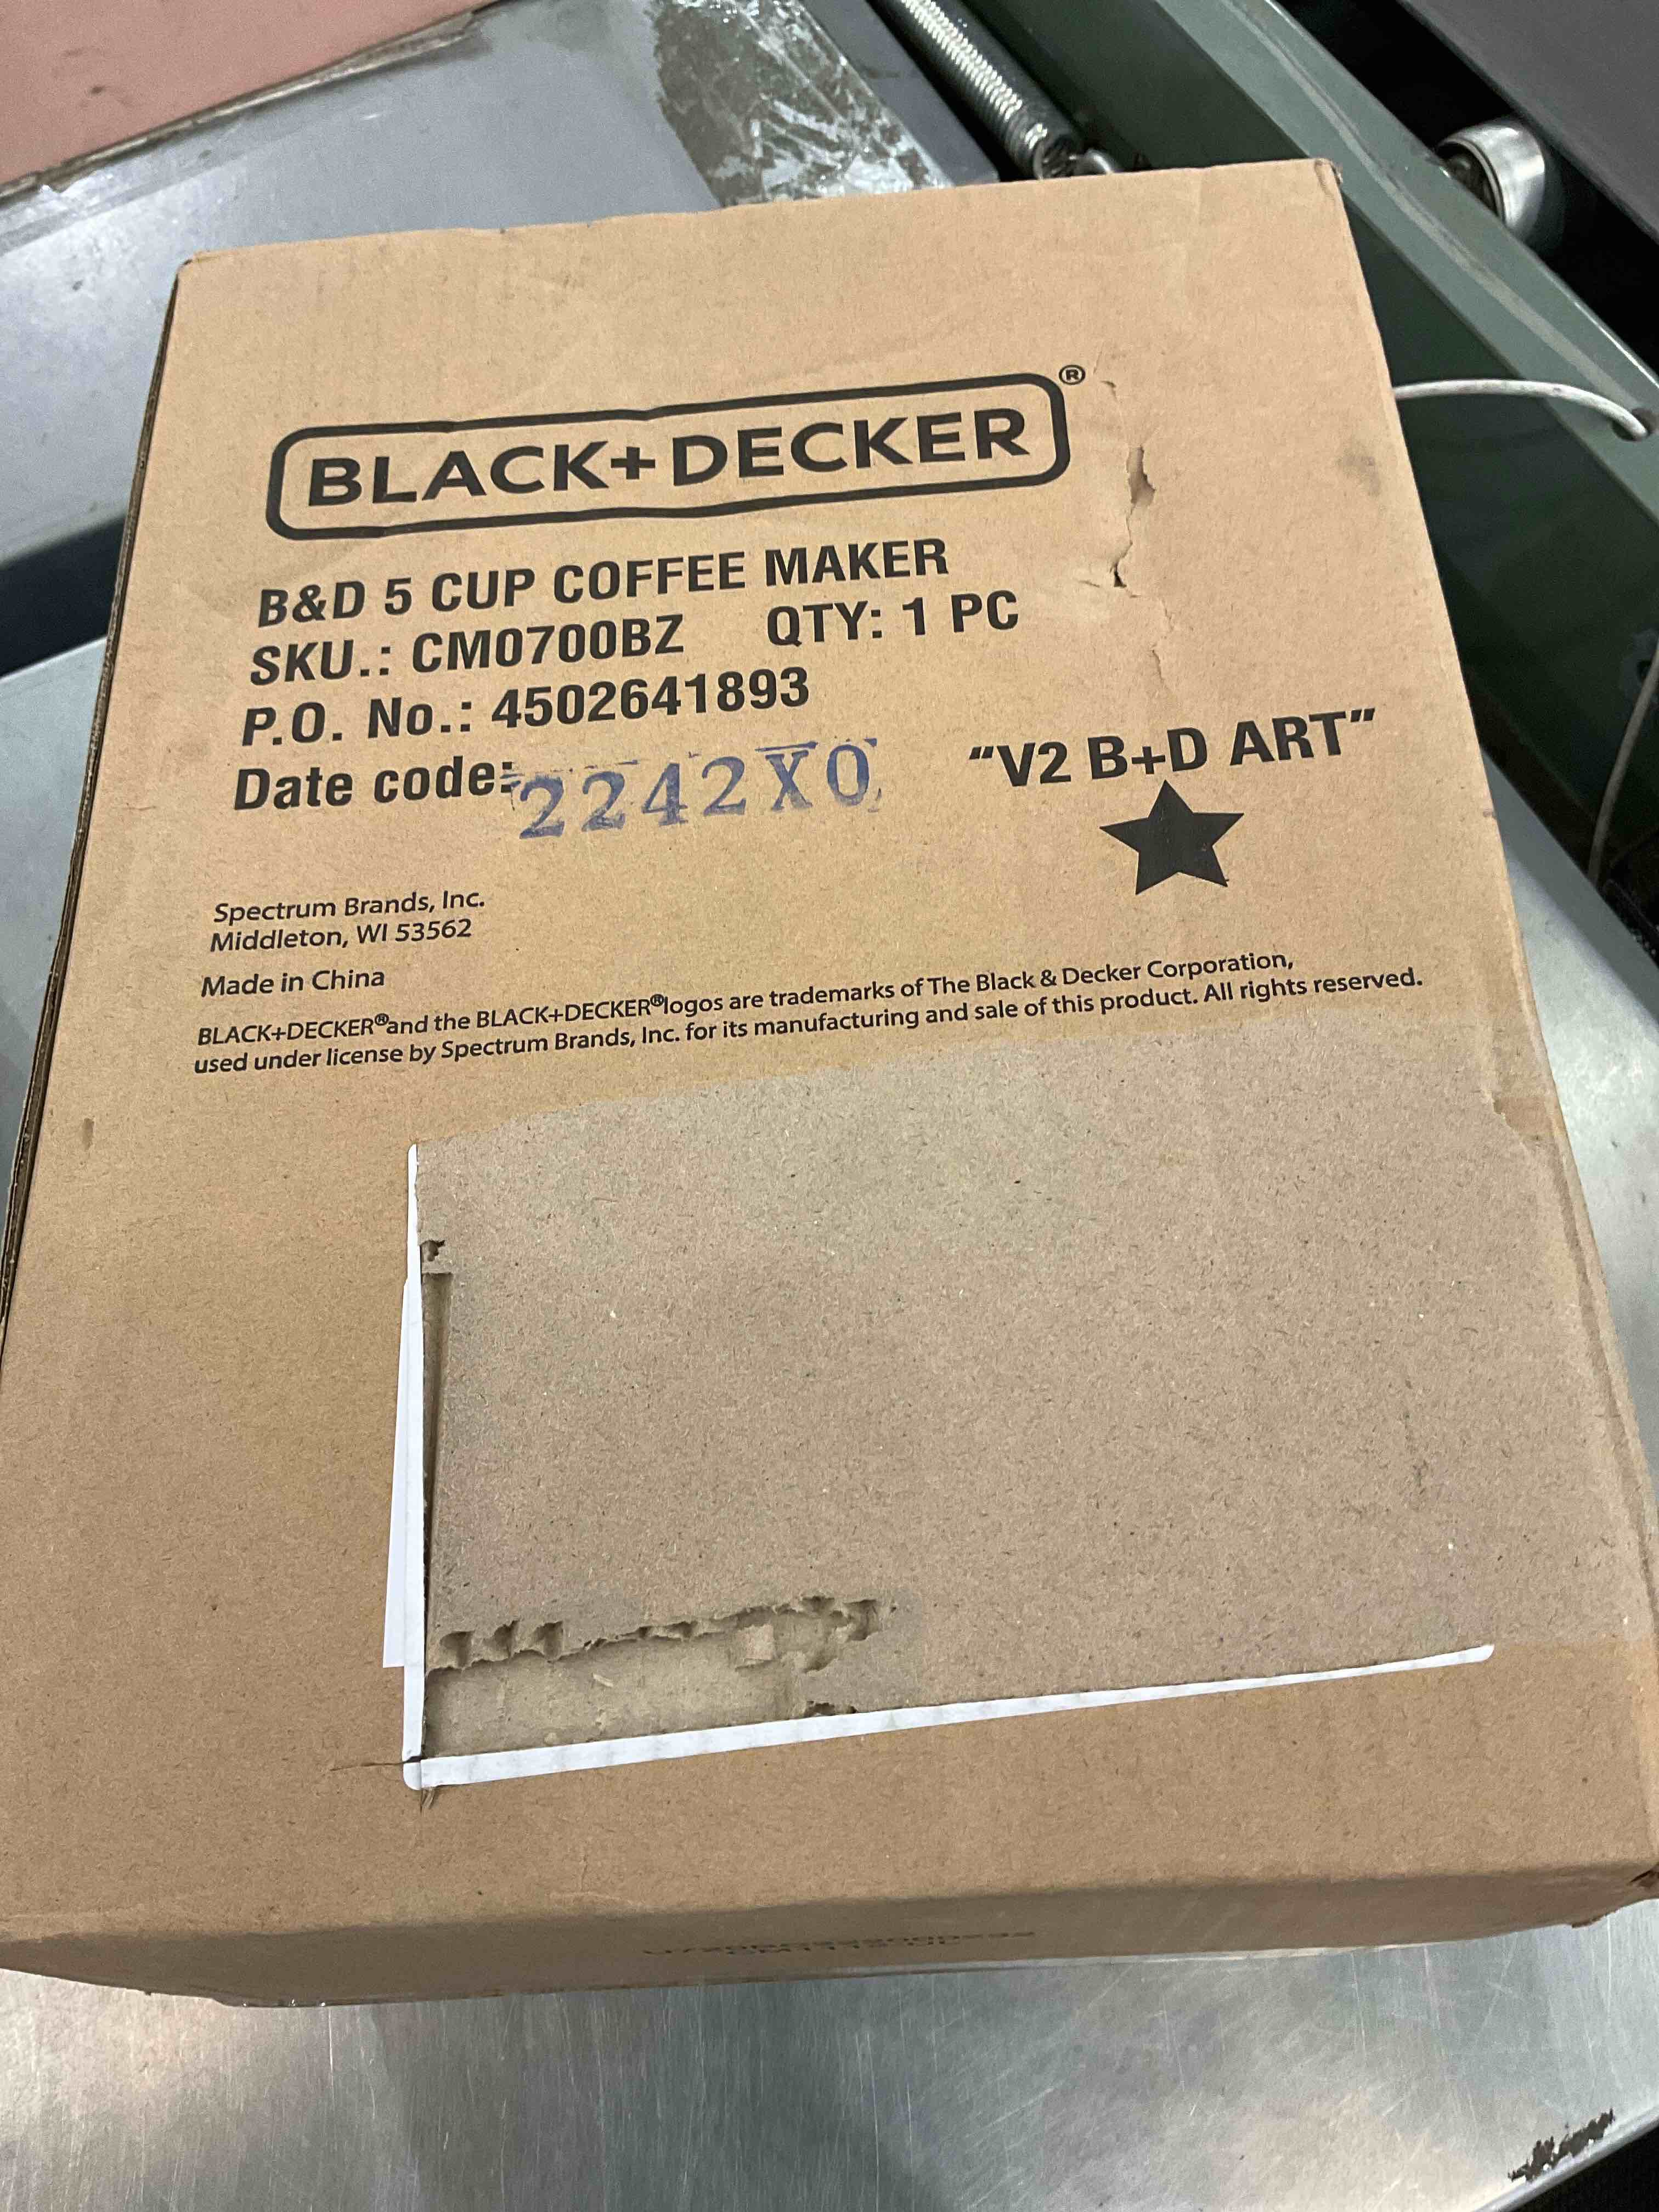 BLACK+DECKER®
B&D 5 CUP COFFEE MAKER
SKU.: CM0700BZ QTY: 1 PC
P.O. No.: 4502641893
Date code: 2242X0 “V2 B+D ART”
Spectrum Brands, Inc.
Middleton, WI 53562
Made in China
BLACK+DECKER®and the BLACK+DECKER®logos are trademarks of The Black & Decker Corporation,
used under license by Spectrum Brands, Inc. for its manufacturing and sale of this product. All rights reserved.